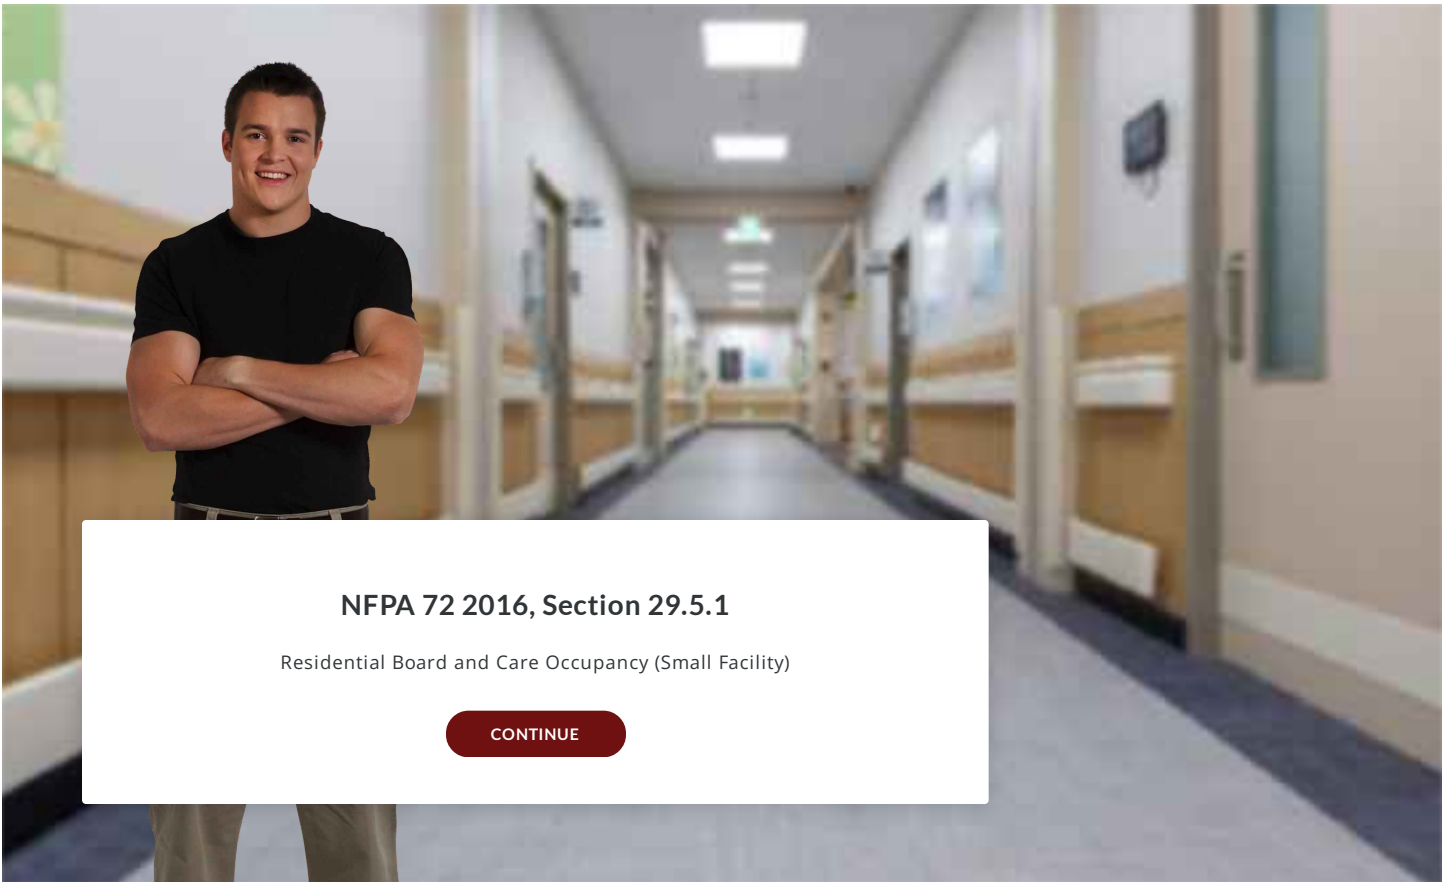 NFPA 72 2016, Section 29.5.1
Residential Board and Care Occupancy (Small Facility)
CONTINUE